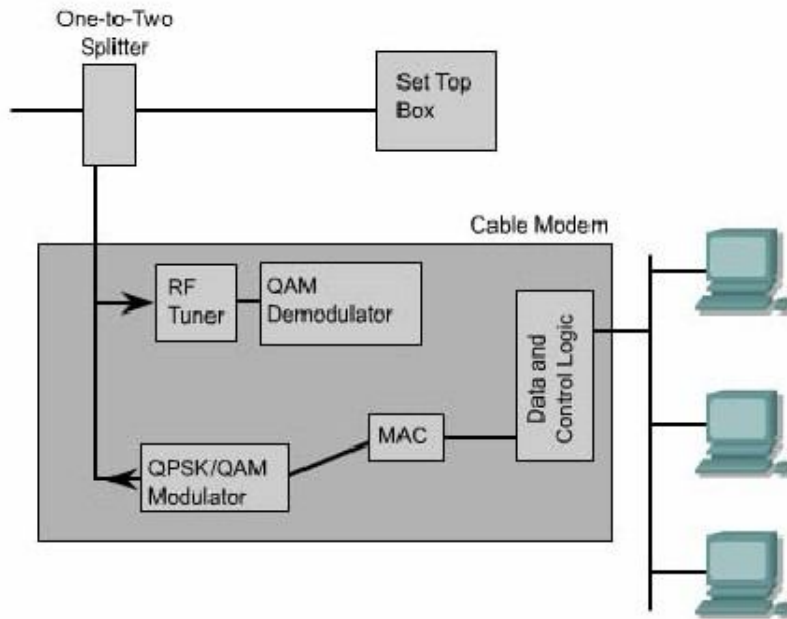 One-to-Two
Splitter
Set Top
Box
Cable Modem
RF
Tuner
QAM
Demodulator
Data and
Control Logic
MAC
QPSK/QAM
Modulator